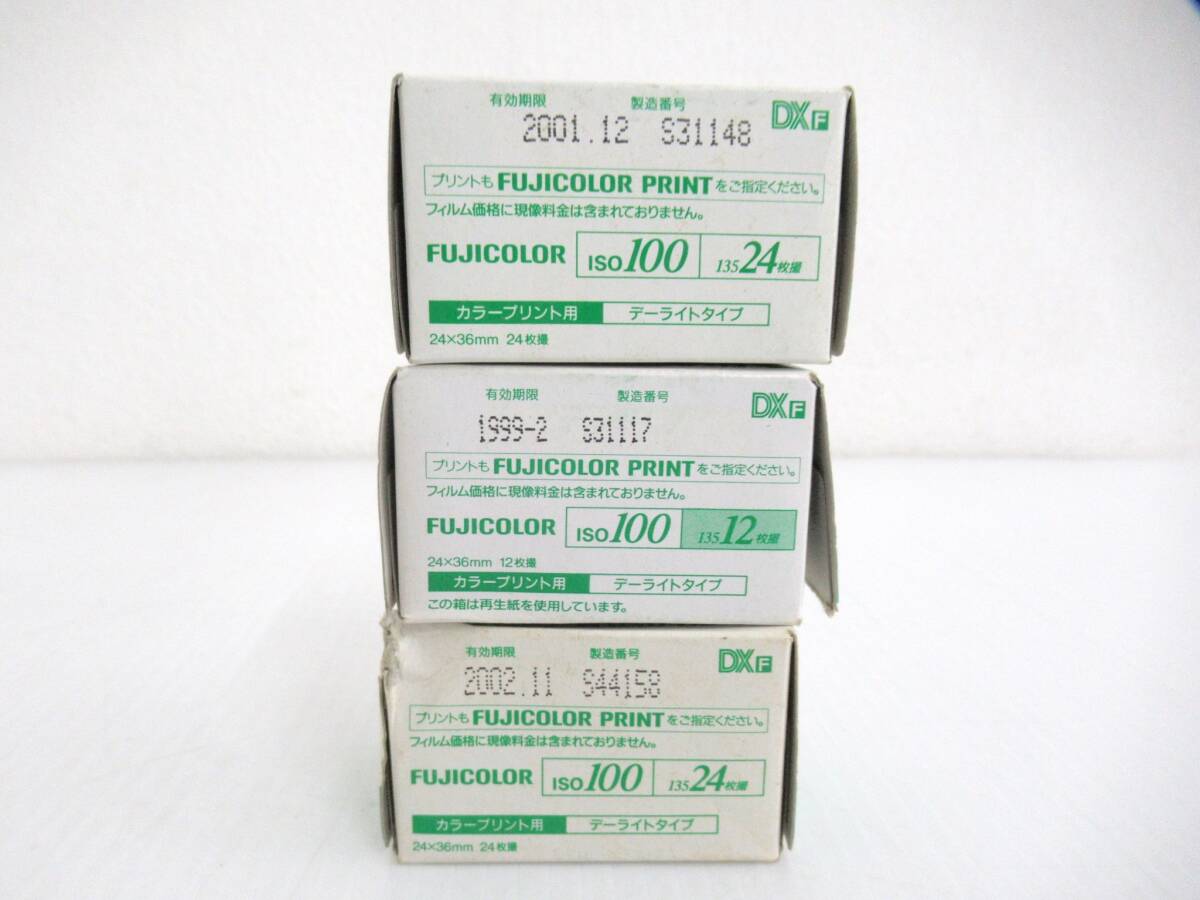 有効期限 製造番号 DXF
2001.12 S31148
プリントも FUJICOLOR PRINT をご指定ください。
フィルム価格に現像料金は含まれておりません。
FUJICOLOR ISO100 135 24枚撮
カラープリント用 デーライトタイプ
24×36mm 24枚撮
有効期限 製造番号 DXF
1999-2 S31117
プリントも FUJICOLOR PRINT をご指定ください。
フィルム価格に現像料金は含まれておりません。
FUJICOLOR ISO100 135 12枚撮
24×36mm 12枚撮
カラープリント用 デーライトタイプ
この箱は再生紙を使用しています。
有効期限 製造番号 DXF
2002.11 S44158
プリントも FUJICOLOR PRINT をご指定ください。
フィルム価格に現像料金は含まれておりません。
FUJICOLOR ISO100 135 24枚撮
カラープリント用 デーライトタイプ
24×36mm 24枚撮